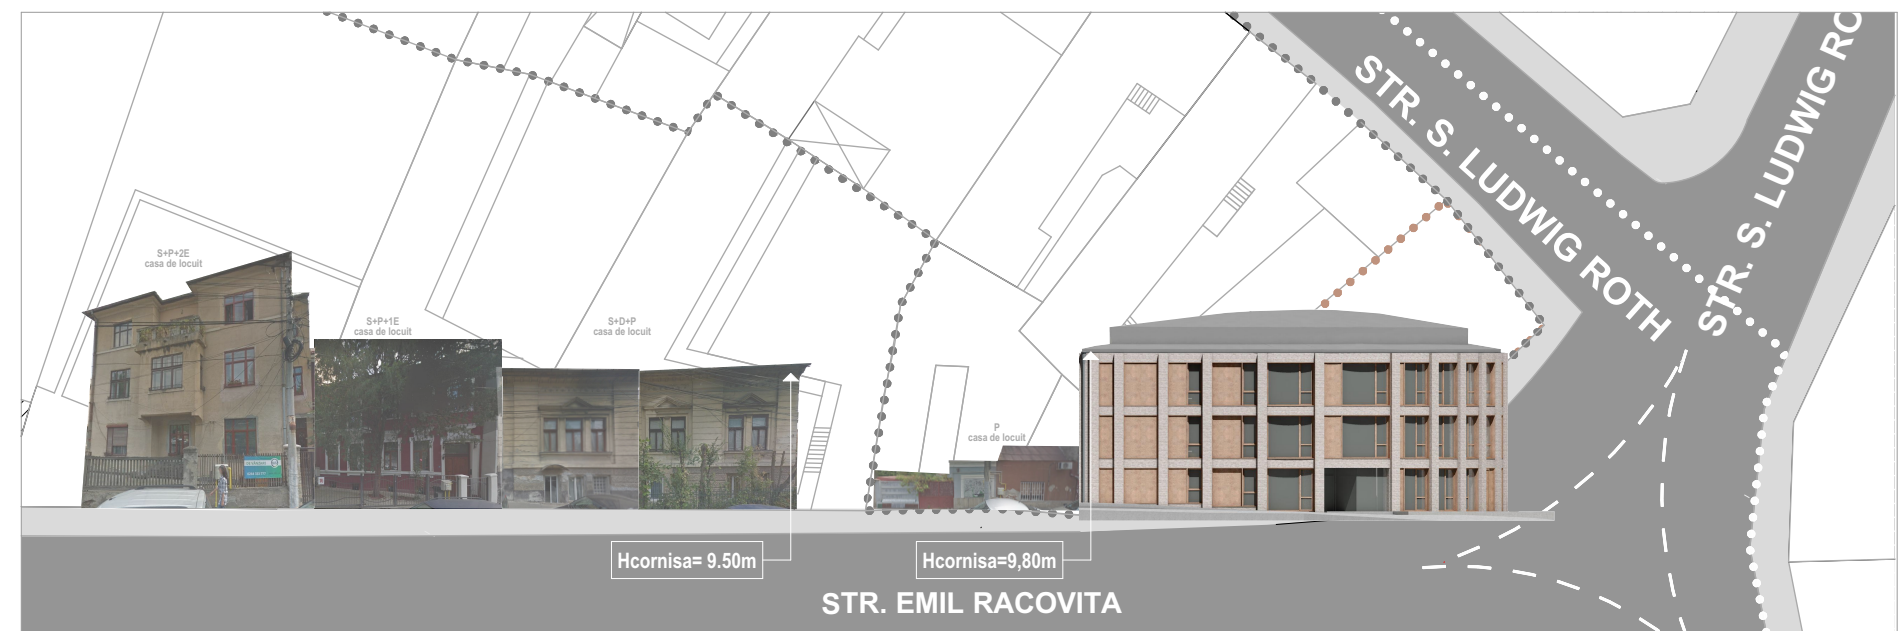 STR. S. LUDWIG ROTH
STR. S. LUDWIG RO
S+P+2E
casa de locuit
S+P+1E
casa de locuit
S+D+P
casa de locuit
P
casa de locuit
Hcornisa= 9.50m
Hcornisa=9,80m
STR. EMIL RACOVITA